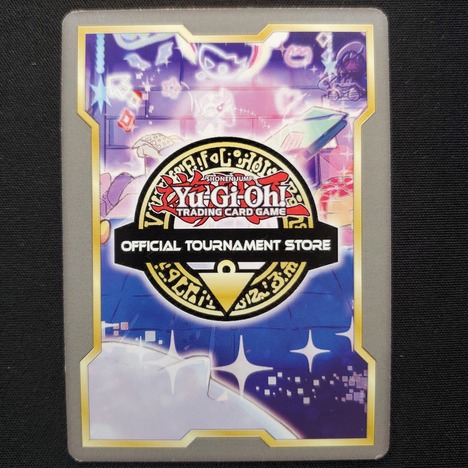 SHONEN JUMP
Yu-Gi-Oh!
TRADING CARD GAME
OFFICIAL TOURNAMENT STORE